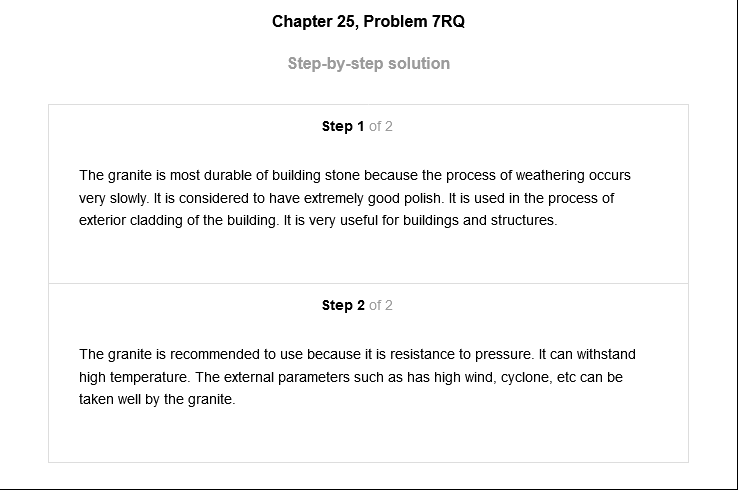 Chapter 25, Problem 7RQ
Step-by-step solution
Step 1 of 2
The granite is most durable of building stone because the process of weathering occurs
very slowly. It is considered to have extremely good polish. It is used in the process of
exterior cladding of the building. It is very useful for buildings and structures.
Step 2 of 2
The granite is recommended to use because it is resistance to pressure. It can withstand
high temperature. The external parameters such as has high wind, cyclone, etc can be
taken well by the granite.